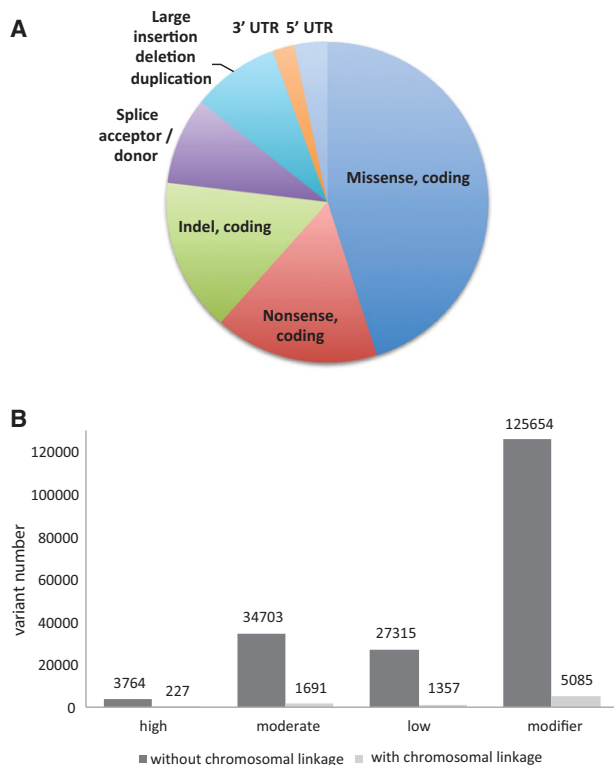 A
Large
insertion
deletion
duplication
3’ UTR 5’ UTR
Splice
acceptor /
donor
Missense, coding
Indel, coding
Nonsense,
coding
B
variant number
120000
100000
80000
60000
40000
20000
0
3764 227
34703
1691
27315
1357
125654
5085
high moderate low modifier
without chromosomal linkage with chromosomal linkage